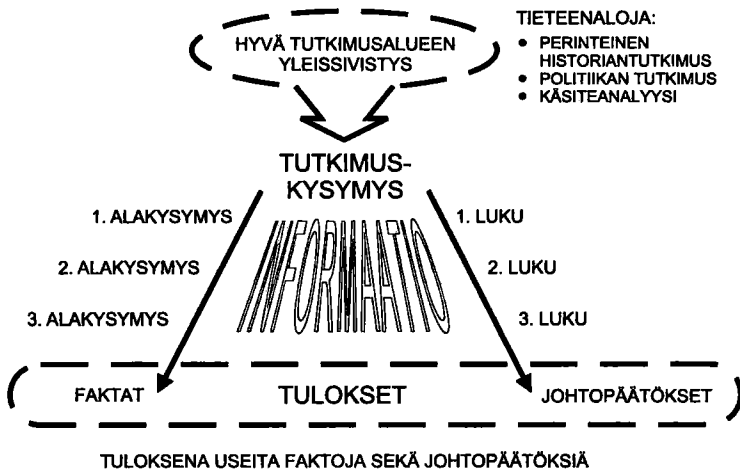 HYVÄ TUTKIMUSALUEEN
YLEISSIVISTYS
TIETEENALOJA:
• PERINTEINEN
HISTORIANTUTKIMUS
• POLITIIKAN TUTKIMUS
• KÄSITEANALYYSI
TUTKIMUS-
KYSYMYS
1. ALAKYSYMYS
2. ALAKYSYMYS
3. ALAKYSYMYS
INFORMAATIO
1. LUKU
2. LUKU
3. LUKU
FAKTAT
TULOKSET
JOHTOPÄÄTÖKSET
TULOKSENA USEITA FAKTOJA SEKÄ JOHTOPÄÄTÖKSIÄ